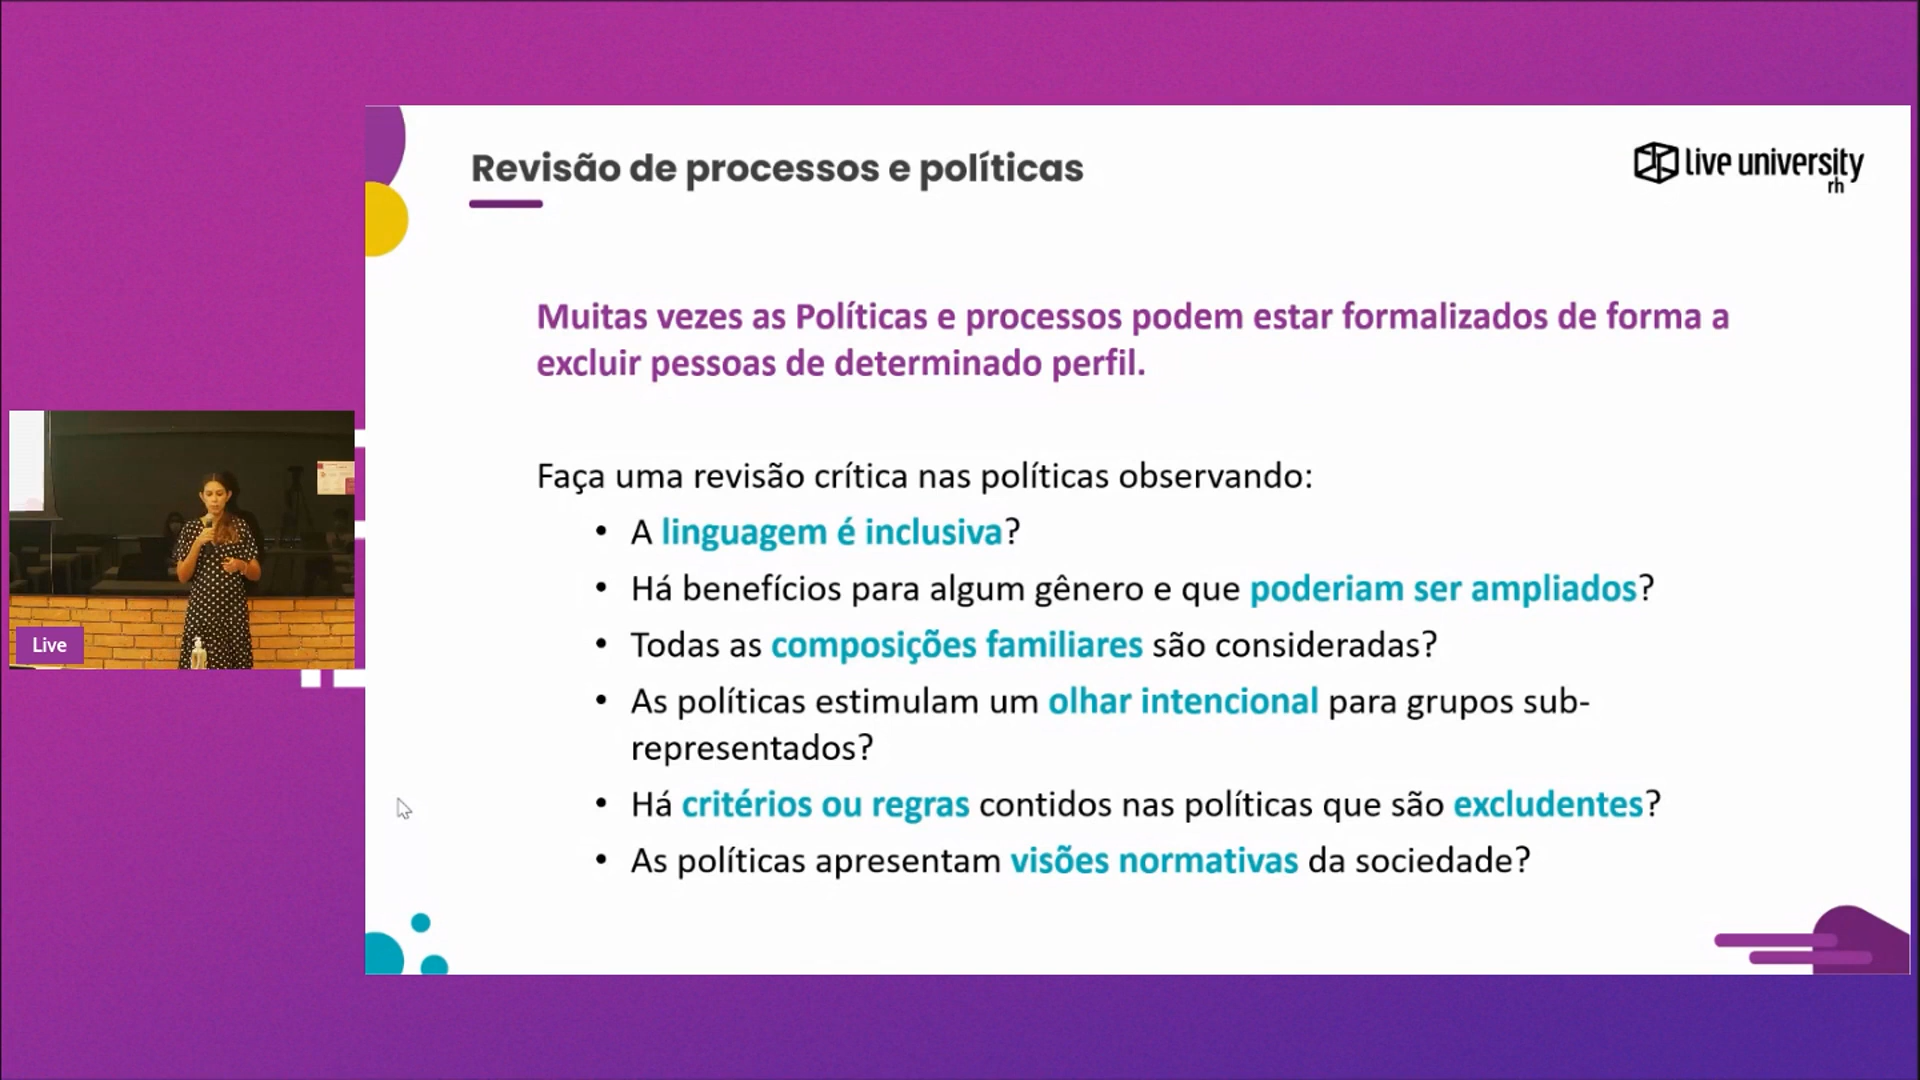 Revisão de processos e políticas
live university
rh
Muitas vezes as Políticas e processos podem estar formalizados de forma a
excluir pessoas de determinado perfil.
Faça uma revisão crítica nas políticas observando:
• A linguagem é inclusiva?
• Há benefícios para algum gênero e que poderiam ser ampliados?
• Todas as composições familiares são consideradas?
• As políticas estimulam um olhar intencional para grupos sub-
representados?
• Há critérios ou regras contidos nas políticas que são excludentes?
• As políticas apresentam visões normativas da sociedade?
Live